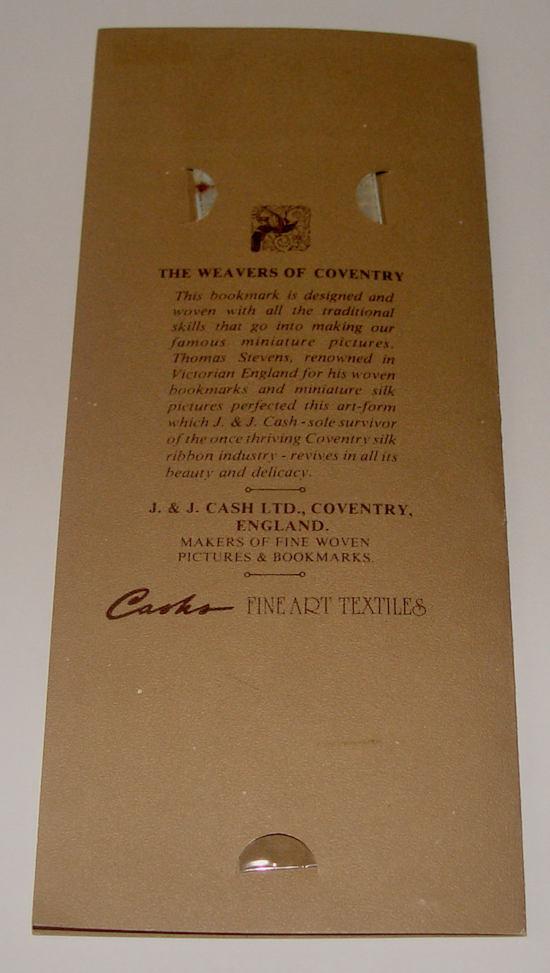 THE WEAVERS OF COVENTRY
This bookmark is designed and
woven with all the traditional
skills that go into making our
famous miniature pictures.
Thomas Stevens, renowned in
Victorian England for his woven
bookmarks and miniature silk
pictures perfected this art-form
which J. & J. Cash - sole survivor
of the once thriving Coventry silk
ribbon industry - revives in all its
beauty and delicacy.
J. & J. CASH LTD., COVENTRY,
ENGLAND.
MAKERS OF FINE WOVEN
PICTURES & BOOKMARKS.
Cash's FINE ART TEXTILES